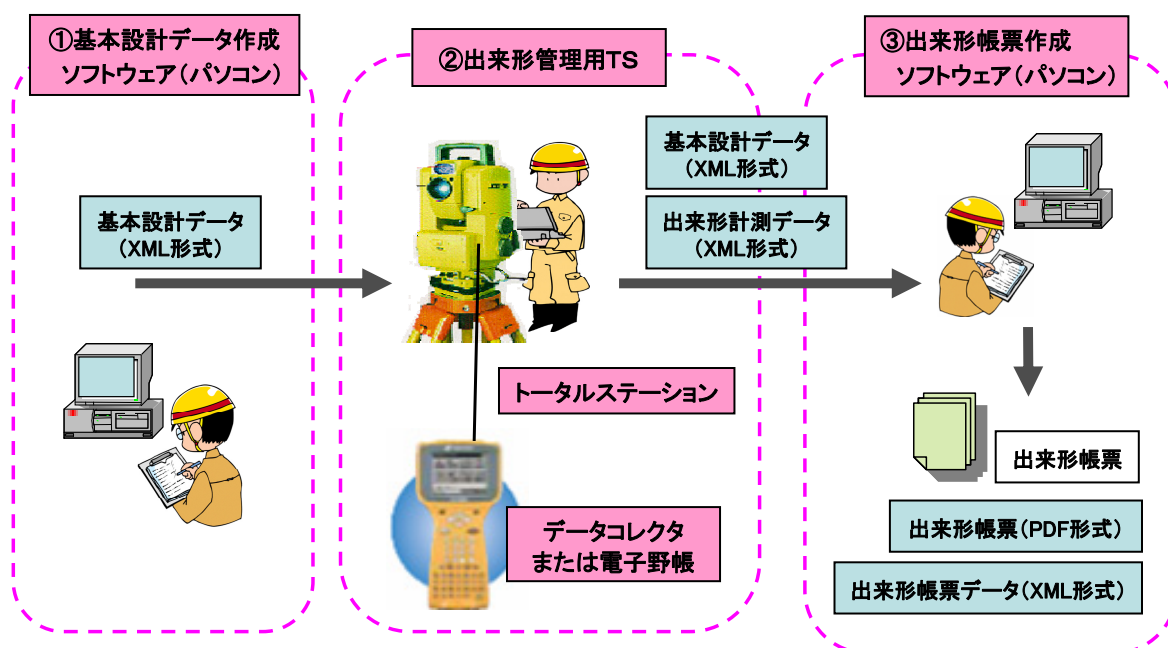 ①基本設計データ作成
ソフトウェア(パソコン)
基本設計データ
(XML形式)
②出来形管理用TS
トータルステーション
データコレクタ
または電子野帳
基本設計データ
(XML形式)
出来形計測データ
(XML形式)
③出来形帳票作成
ソフトウェア(パソコン)
出来形帳票
出来形帳票(PDF形式)
出来形帳票データ(XML形式)